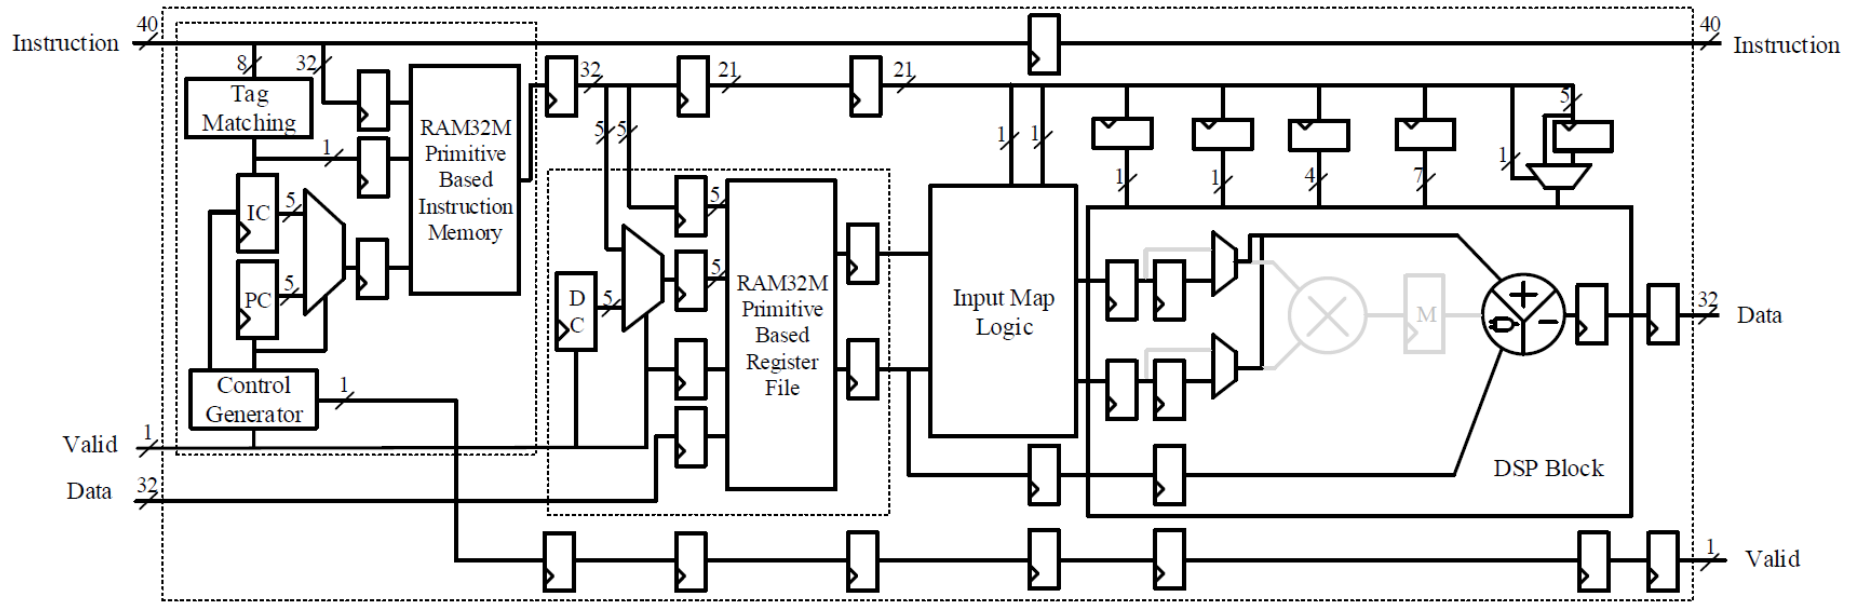 40
40
Instruction
Instruction
8
32
32
21
21
5
Tag
Matching
RAM32M
Primitive
Based
Instruction
Memory
5
5
1
1
1
1
1
1
4
7
IC
5
5
PC
5
RAM32M
Primitive
Based
Register
File
5
D
C
5
Input Map
Logic
M
32
Data
Control
Generator
1
Valid
1
Data
32
DSP Block
1
Valid